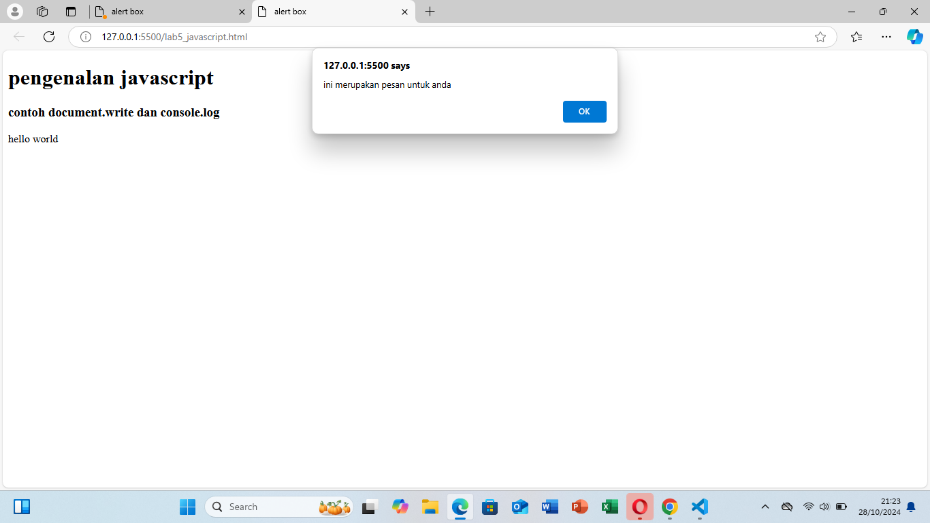 alert box
alert box
127.0.0.1:5500/lab5_javascript.html
127.0.0.1:5500 says
ini merupakan pesan untuk anda
OK
pengenalan javascript
contoh document.write dan console.log
hello world
Search
21:23
28/10/2024